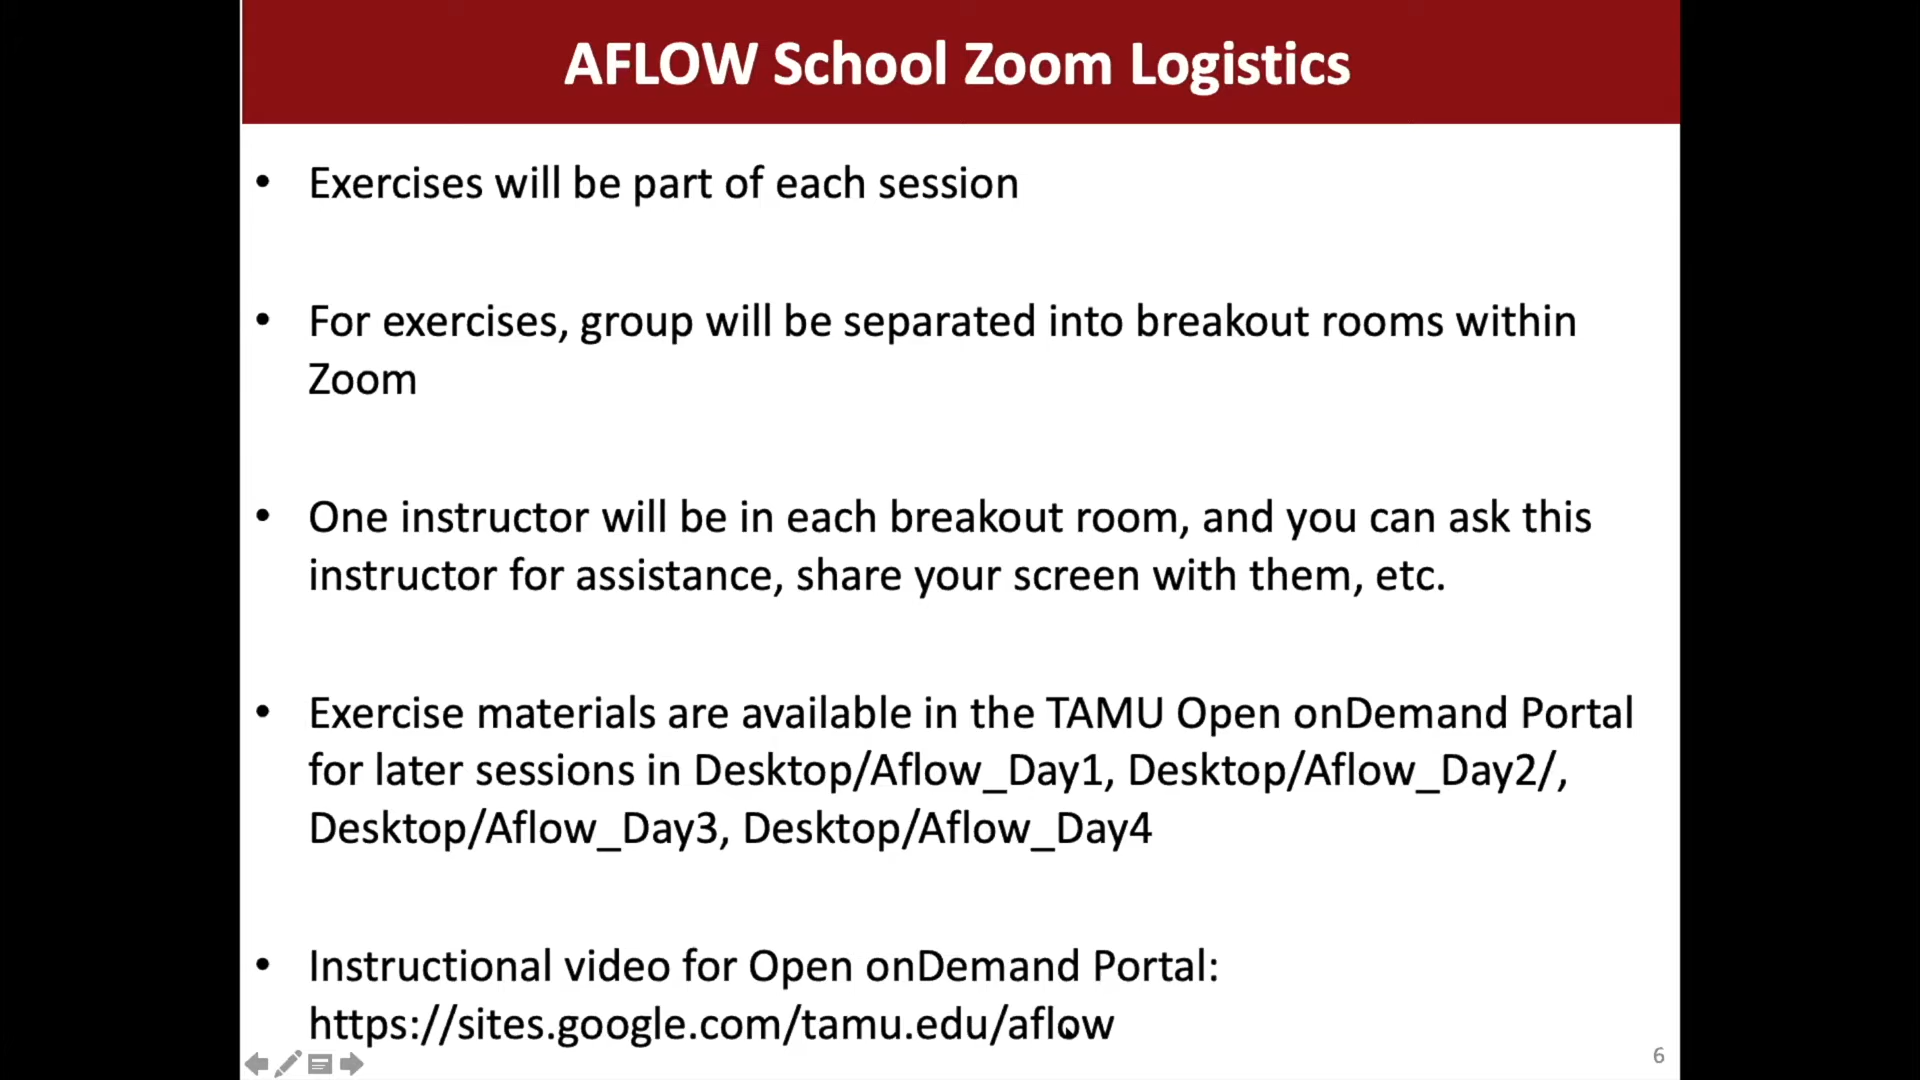 AFLOW School Zoom Logistics
• Exercises will be part of each session
• For exercises, group will be separated into breakout rooms within
Zoom
• One instructor will be in each breakout room, and you can ask this
instructor for assistance, share your screen with them, etc.
• Exercise materials are available in the TAMU Open onDemand Portal
for later sessions in Desktop/Aflow_Day1, Desktop/Aflow_Day2/,
Desktop/Aflow_Day3, Desktop/Aflow_Day4
• Instructional video for Open onDemand Portal:
https://sites.google.com/tamu.edu/aflow
6